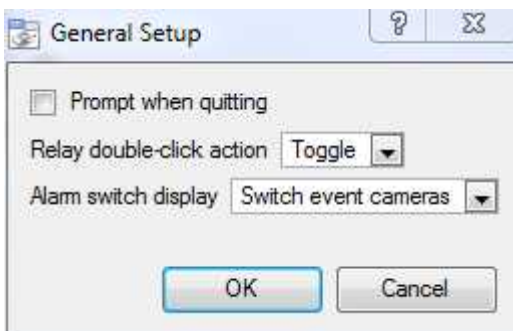 General Setup ?
Prompt when quitting
Relay double-click action Toggle
Alarm switch display Switch event cameras
OK Cancel